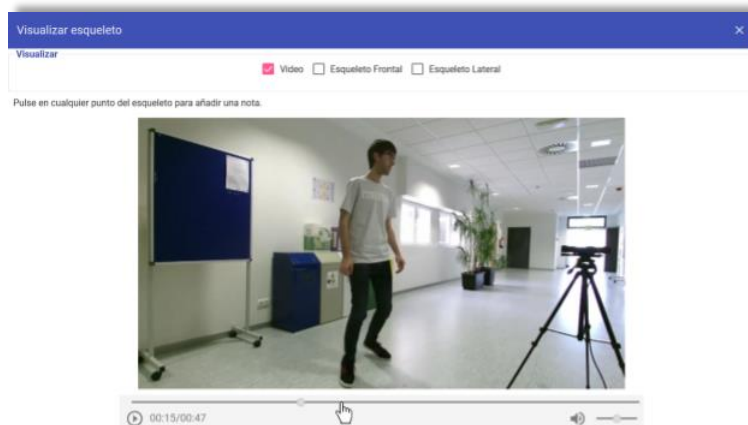 Visualizar esqueleto
Visualizar
Video Esqueleto Frontal Esqueleto Lateral
Pulse en cualquier punto del esqueleto para añadir una nota.
00:15/00:47